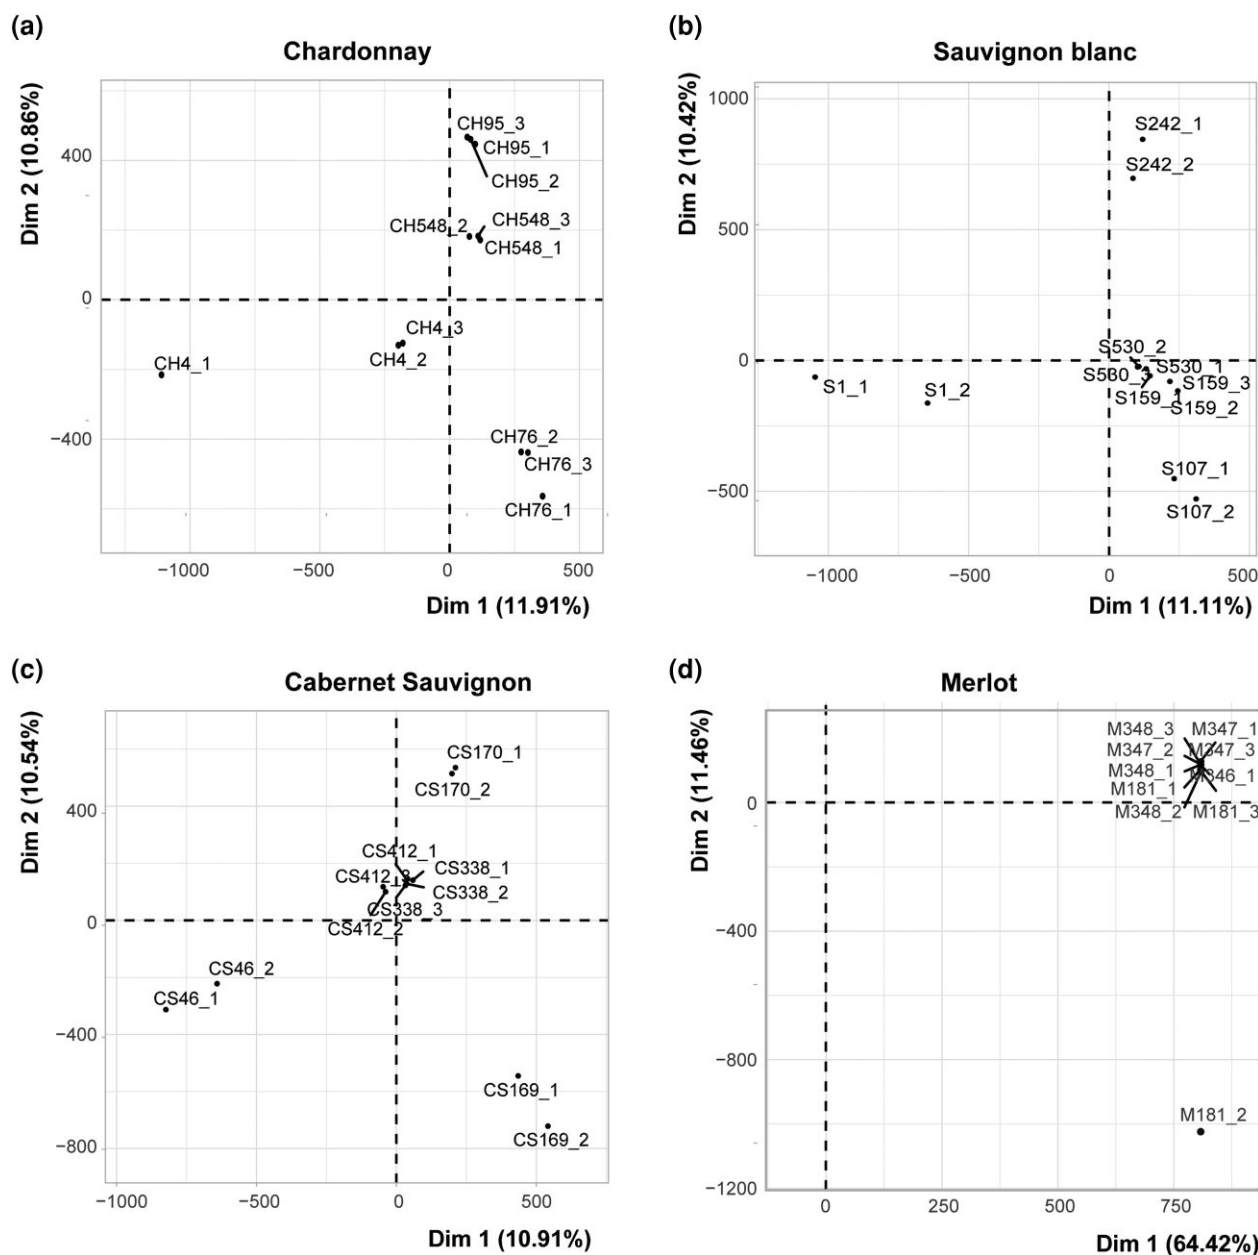 (a)
Chardonnay
Dim 2 (10.86%)
400
0
−400
CH95_3
CH95_1
CH95_2
CH548_3
CH548_2
CH548_1
CH4_3
CH4_2
CH4_1
CH76_2
CH76_3
CH76_1
−1000
−500
0
500
Dim 1 (11.91%)
(b)
Sauvignon blanc
Dim 2 (10.42%)
1000
500
0
−500
S242_1
S242_2
S530_2
S530_1
S530_3
S159_3
S159_1
S159_2
S1_1
S1_2
S107_1
S107_2
−1000
−500
0
500
Dim 1 (11.11%)
(c)
Cabernet Sauvignon
Dim 2 (10.54%)
400
0
−400
−800
CS170_1
CS170_2
CS412_1
CS338_1
CS412_3
CS338_2
CS338_3
CS412_2
CS46_2
CS46_1
CS169_1
CS169_2
−1000
−500
0
500
Dim 1 (10.91%)
(d)
Merlot
Dim 2 (11.46%)
0
−400
−800
−1200
M348_3
M347_1
M347_2
M347_3
M348_1
M346_1
M181_1
M348_2
M181_3
M181_2
0
250
500
750
Dim 1 (64.42%)